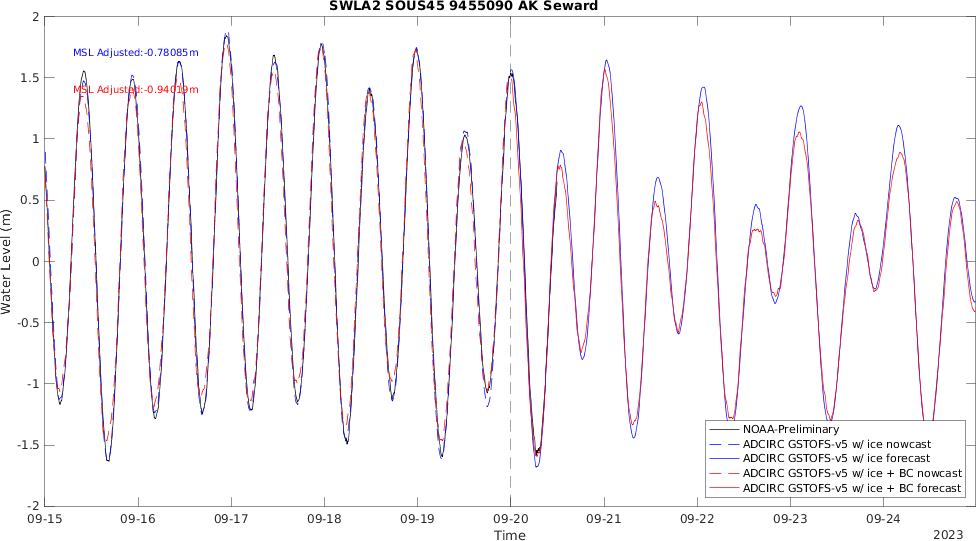 SWLA2 SOUS45 9455090 AK Seward
MSL Adjusted:-0.78085m
MSL Adjusted:-0.94019m
Water Level (m)
2
1.5
1
0.5
0
-0.5
-1
-1.5
-2
NOAA-Preliminary
ADCIRC GSTOFS-v5 w/ ice nowcast
ADCIRC GSTOFS-v5 w/ ice forecast
ADCIRC GSTOFS-v5 w/ ice + BC nowcast
ADCIRC GSTOFS-v5 w/ ice + BC forecast
09-15 09-16 09-17 09-18 09-19 09-20 09-21 09-22 09-23 09-24
Time
2023